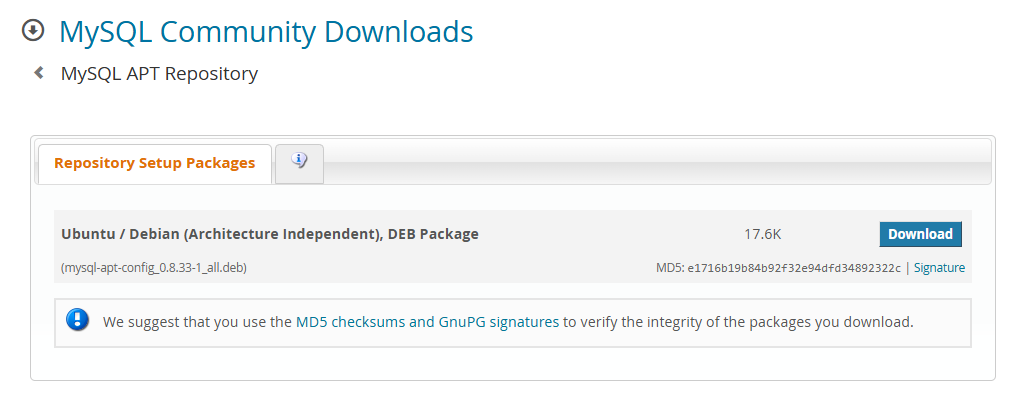 MySQL Community Downloads
MySQL APT Repository
Repository Setup Packages
Ubuntu / Debian (Architecture Independent), DEB Package 17.6K Download
(mysql-apt-config_0.8.33-1_all.deb) MD5: e1716b19b84b92f32e94dfd34892322c | Signature
We suggest that you use the MD5 checksums and GnuPG signatures to verify the integrity of the packages you download.